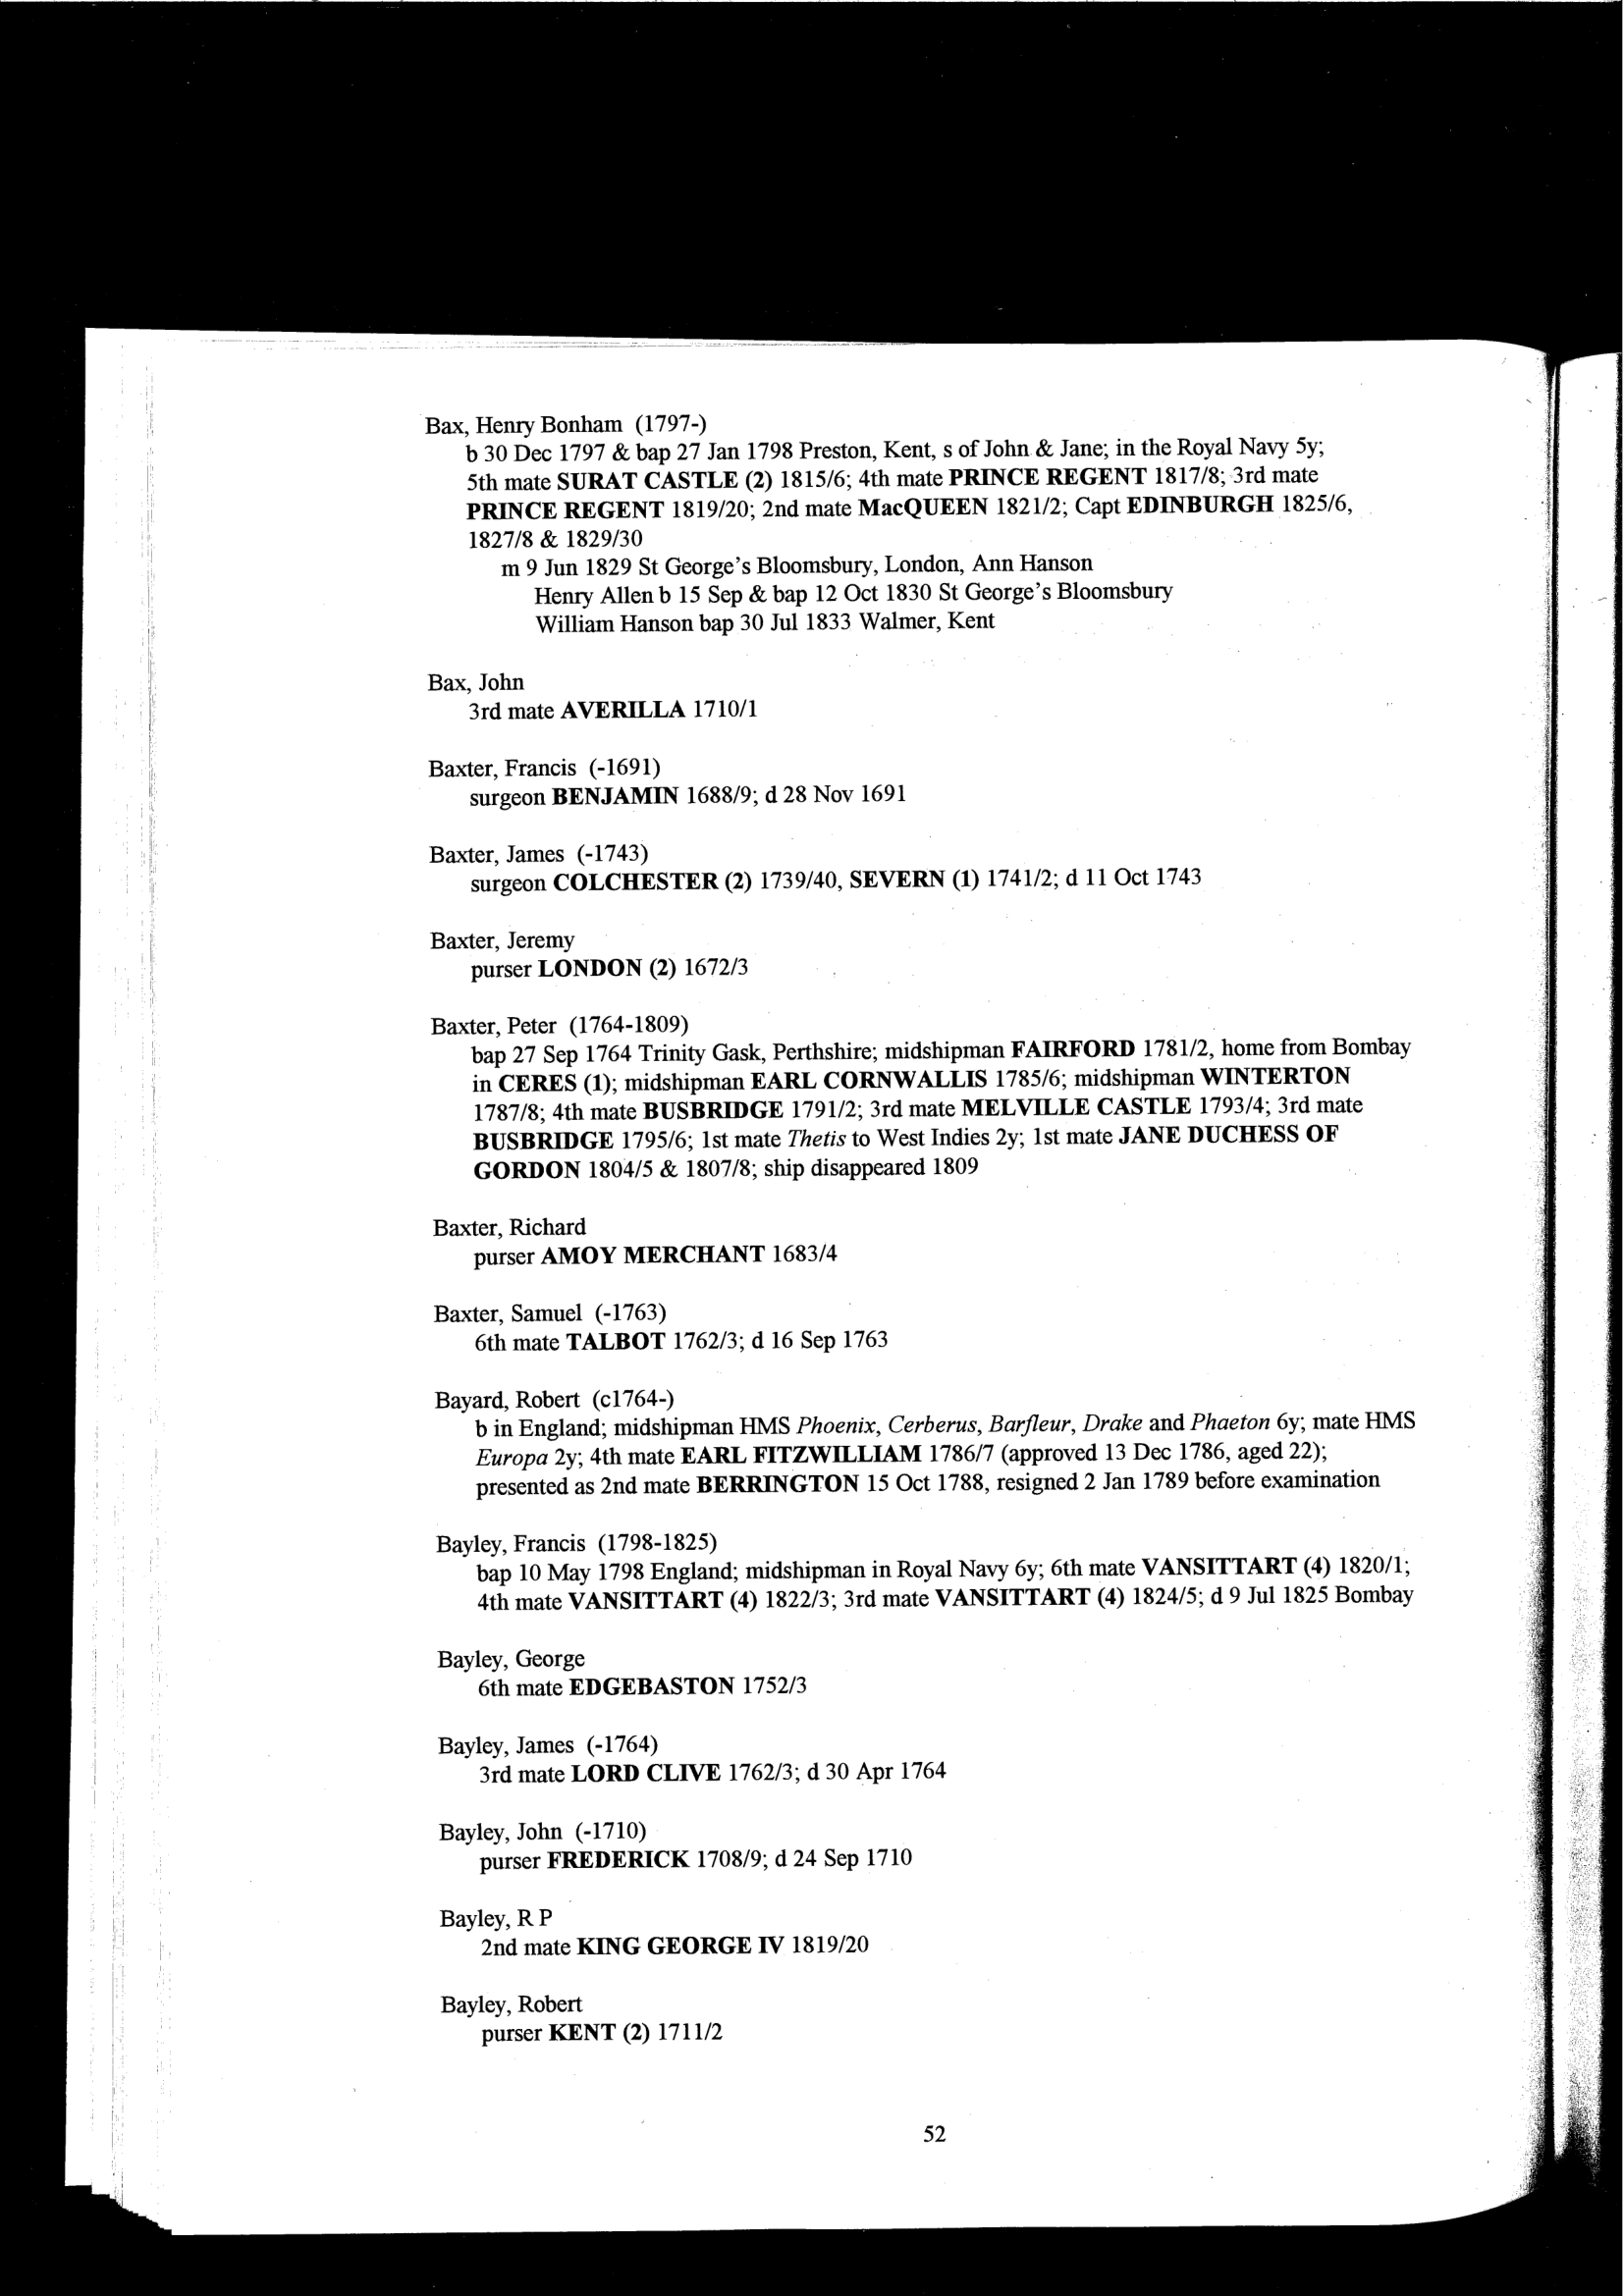 Bax, Henry Bonham (1797-)
b 30 Dec 1797 & bap 27 Jan 1798 Preston, Kent, s of John & Jane; in the Royal Navy 5y;
5th mate SURAT CASTLE (2) 1815/6; 4th mate PRINCE REGENT 1817/8; 3rd mate
PRINCE REGENT 1819/20; 2nd mate MacQUEEN 1821/2; Capt EDINBURGH 1825/6,
1827/8 & 1829/30
m 9 Jun 1829 St George's Bloomsbury, London, Ann Hanson
Henry Allen b 15 Sep & bap 12 Oct 1830 St George's Bloomsbury
William Hanson bap 30 Jul 1833 Walmer, Kent
Bax, John
3rd mate AVERILLA 1710/1
Baxter, Francis (-1691)
surgeon BENJAMIN 1688/9; d 28 Nov 1691
Baxter, James (-1743)
surgeon COLCHESTER (2) 1739/40, SEVERN (1) 1741/2; d 11 Oct 1743
Baxter, Jeremy
purser LONDON (2) 1672/3
Baxter, Peter (1764-1809)
bap 27 Sep 1764 Trinity Gask, Perthshire; midshipman FAIRFORD 1781/2, home from Bombay
in CERES (1); midshipman EARL CORNWALLIS 1785/6; midshipman WINTERTON
1787/8; 4th mate BUSBRIDGE 1791/2; 3rd mate MELVILLE CASTLE 1793/4; 3rd mate
BUSBRIDGE 1795/6; 1st mate Thetis to West Indies 2y; 1st mate JANE DUCHESS OF
GORDON 1804/5 & 1807/8; ship disappeared 1809
Baxter, Richard
purser AMOY MERCHANT 1683/4
Baxter, Samuel (-1763)
6th mate TALBOT 1762/3; d 16 Sep 1763
Bayard, Robert (c1764-)
b in England; midshipman HMS Phoenix, Cerberus, Barfleur, Drake and Phaeton 6y; mate HMS
Europa 2y; 4th mate EARL FITZWILLIAM 1786/7 (approved 13 Dec 1786, aged 22);
presented as 2nd mate BERRINGTON 15 Oct 1788, resigned 2 Jan 1789 before examination
Bayley, Francis (1798-1825)
bap 10 May 1798 England; midshipman in Royal Navy 6y; 6th mate VANSITTART (4) 1820/1;
4th mate VANSITTART (4) 1822/3; 3rd mate VANSITTART (4) 1824/5; d 9 Jul 1825 Bombay
Bayley, George
6th mate EDGEBASTON 1752/3
Bayley, James (-1764)
3rd mate LORD CLIVE 1762/3; d 30 Apr 1764
Bayley, John (-1710)
purser FREDERICK 1708/9; d 24 Sep 1710
Bayley, R P
2nd mate KING GEORGE IV 1819/20
Bayley, Robert
purser KENT (2) 1711/2
52